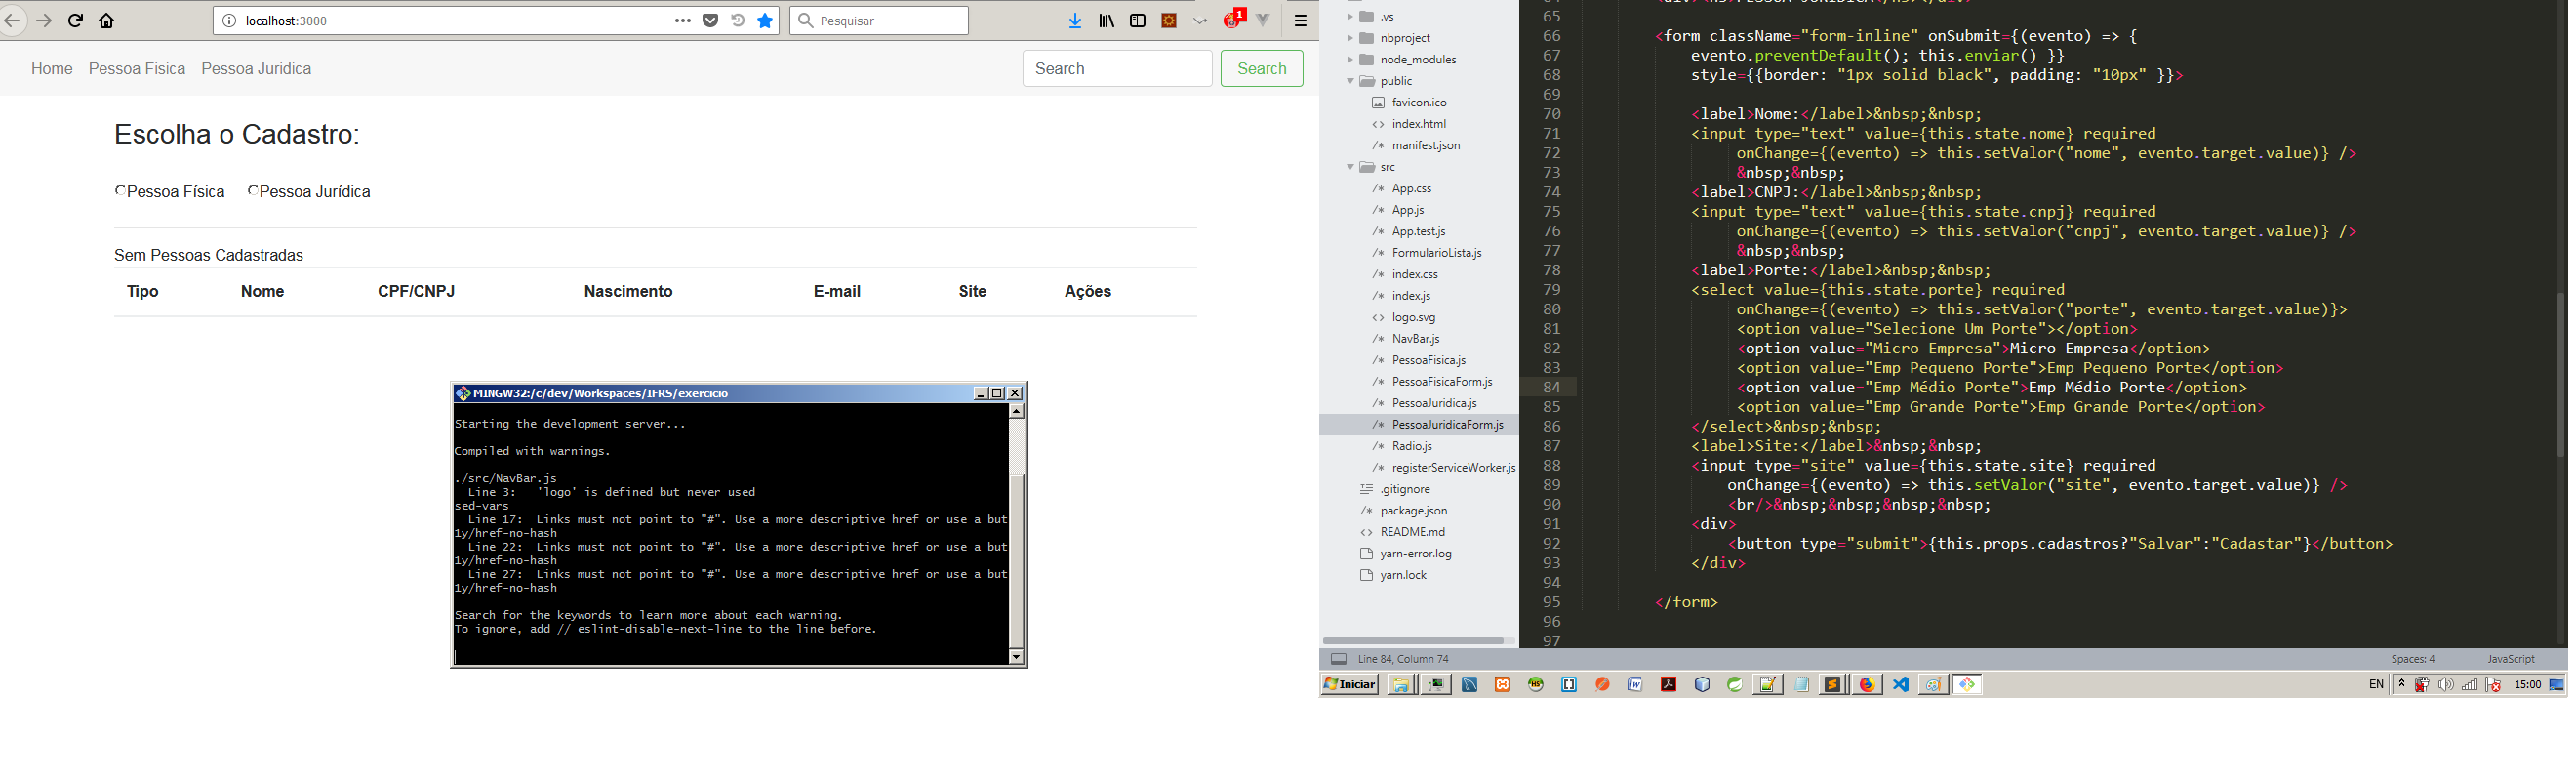 localhost:3000
Pesquisar
1
Home Pessoa Fisica Pessoa Juridica
Search Search
Escolha o Cadastro:
Pessoa Física Pessoa Jurídica
Sem Pessoas Cadastradas
Tipo Nome CPF/CNPJ Nascimento E-mail Site Ações
MINGW32:/c/dev/Workspaces/IFRS/exercicio
Starting the development server...
Compiled with warnings.
./src/NavBar.js
Line 3: 'logo' is defined but never used
sed-vars
Line 17: Links must not point to "#". Use a more descriptive href or use a but
1y/href-no-hash
Line 22: Links must not point to "#". Use a more descriptive href or use a but
1y/href-no-hash
Line 27: Links must not point to "#". Use a more descriptive href or use a but
1y/href-no-hash
Search for the keywords to learn more about each warning.
To ignore, add // eslint-disable-next-line to the line before.
.vs
nbproject
node_modules
public
favicon.ico
index.html
manifest.json
src
App.css
App.js
App.test.js
FormularioLista.js
index.css
index.js
logo.svg
NavBar.js
PessoaFisica.js
PessoaFisicaForm.js
PessoaJuridica.js
PessoaJuridicaForm.js
Radio.js
registerServiceWorker.js
.gitignore
package.json
README.md
yarn-error.log
yarn.lock
65
66 <form className="form-inline" onSubmit={(evento) => {
67 evento.preventDefault(); this.enviar() }}
68 style={{border: "1px solid black", padding: "10px" }}>
69
70 <label>Nome:</label>&nbsp;&nbsp;
71 <input type="text" value={this.state.nome} required
72 onChange={(evento) => this.setValor("nome", evento.target.value)} />
73 &nbsp;&nbsp;
74 <label>CNPJ:</label>&nbsp;&nbsp;
75 <input type="text" value={this.state.cnpj} required
76 onChange={(evento) => this.setValor("cnpj", evento.target.value)} />
77 &nbsp;&nbsp;
78 <label>Porte:</label>&nbsp;&nbsp;
79 <select value={this.state.porte} required
80 onChange={(evento) => this.setValor("porte", evento.target.value)}>
81 <option value="Selecione Um Porte"></option>
82 <option value="Micro Empresa">Micro Empresa</option>
83 <option value="Emp Pequeno Porte">Emp Pequeno Porte</option>
84 <option value="Emp Médio Porte">Emp Médio Porte</option>
85 <option value="Emp Grande Porte">Emp Grande Porte</option>
86 </select>&nbsp;&nbsp;
87 <label>Site:</label>&nbsp;&nbsp;
88 <input type="site" value={this.state.site} required
89 onChange={(evento) => this.setValor("site", evento.target.value)} />
90 <br/>&nbsp;&nbsp;&nbsp;&nbsp;
91 <div>
92 <button type="submit">{this.props.cadastros?"Salvar":"Cadastar"}</button>
93 </div>
94
95 </form>
96
97
Line 84, Column 74 Spaces: 4 JavaScript
Iniciar EN 15:00